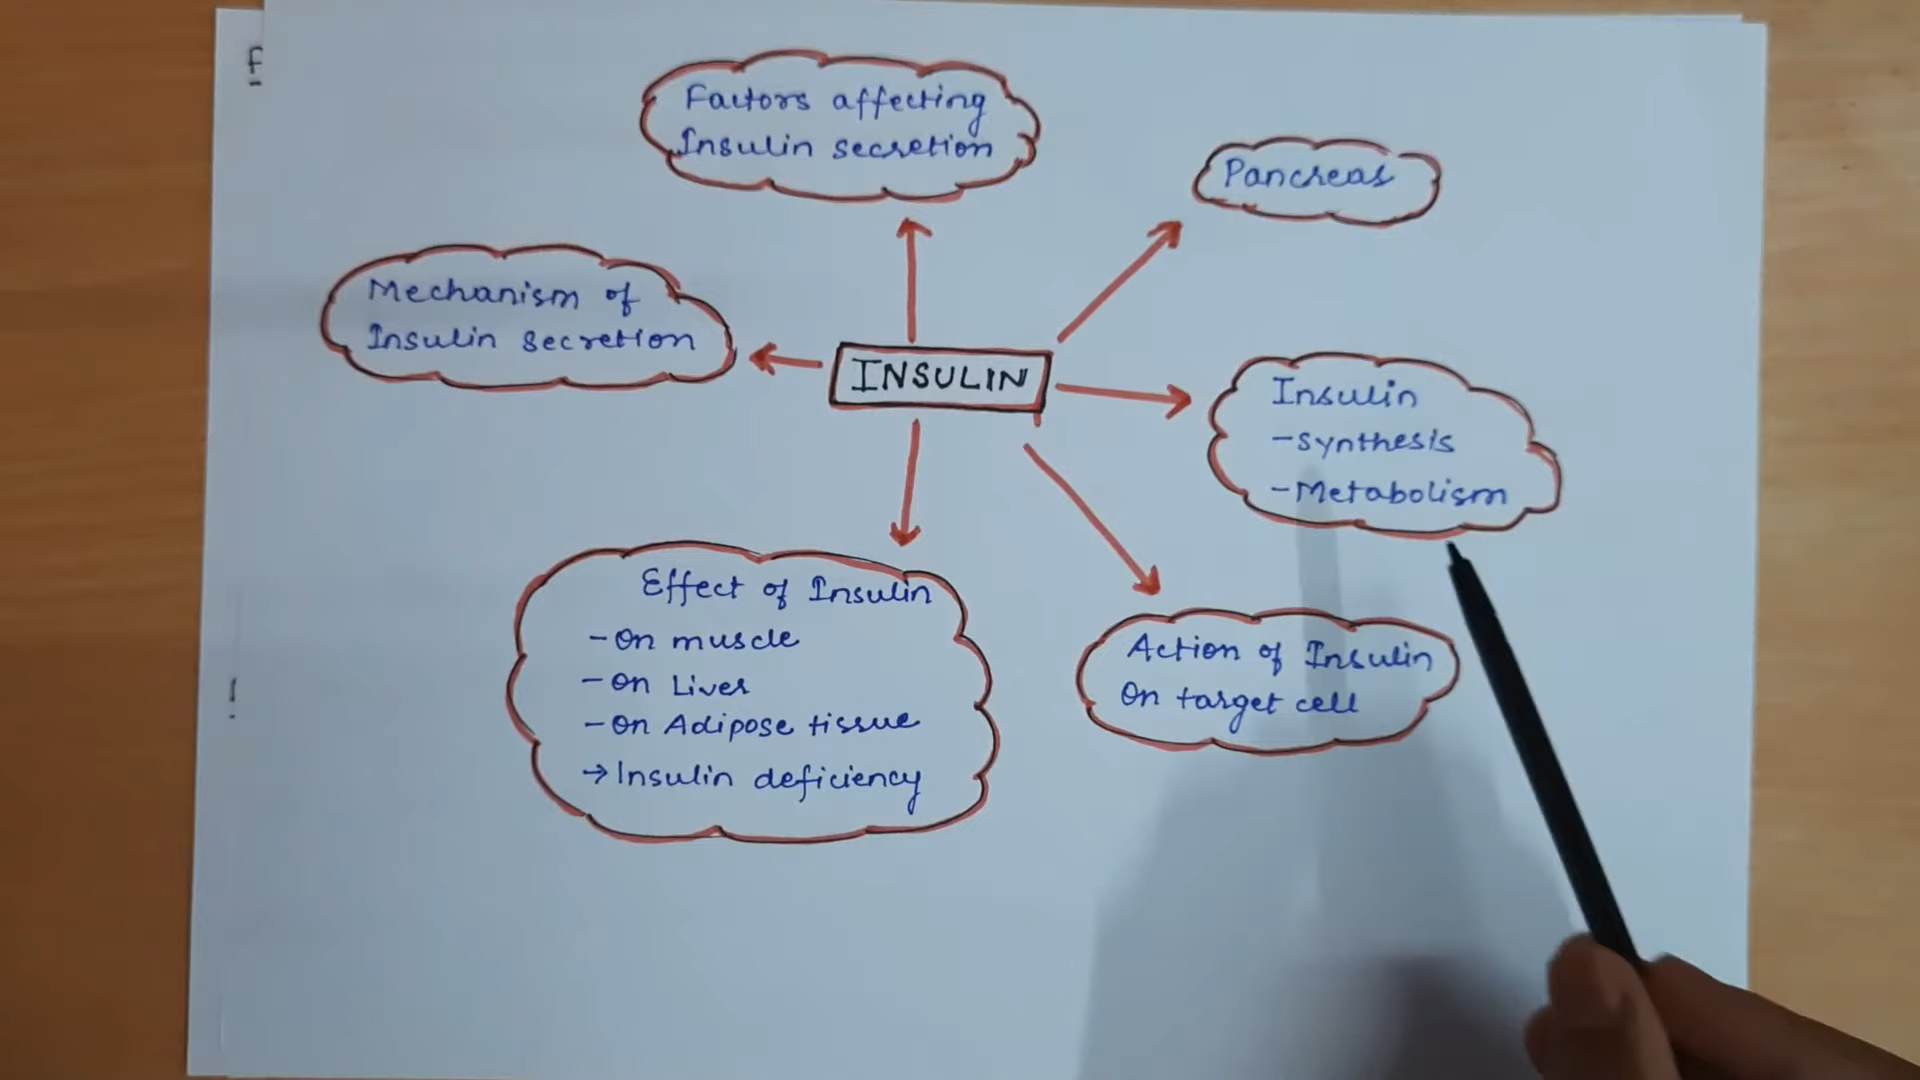 F
Factors affecting
Insulin secretion
Pancreas
Mechanism of
Insulin secretion
INSULIN
Insulin
-Synthesis
-Metabolism
Effect of Insulin
-On muscle
-On Liver
-On Adipose tissue
→Insulin deficiency
Action of Insulin
On target cell